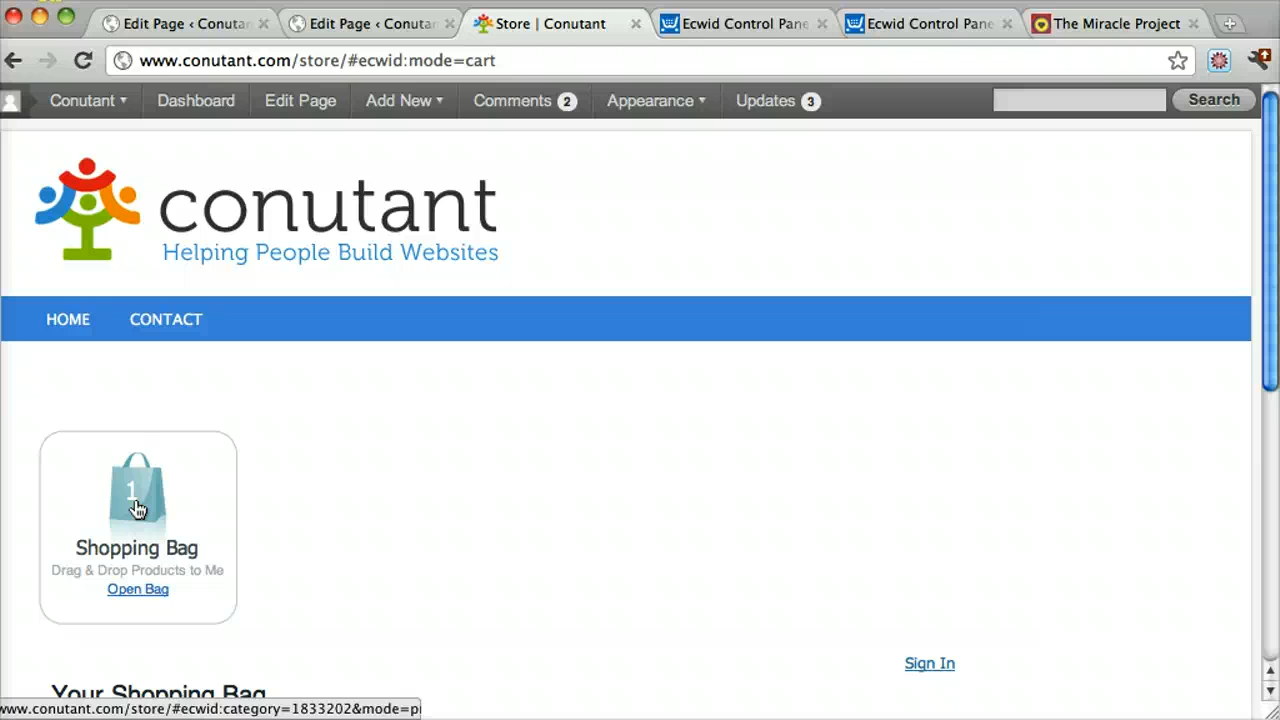 Edit Page ‹ Conutan
Edit Page ‹ Conutan
Store | Conutant
Ecwid Control Pane
Ecwid Control Pane
The Miracle Project
www.conutant.com/store/#ecwid:mode=cart
Conutant
Dashboard
Edit Page
Add New
Comments 2
Appearance
Updates 3
Search
conutant
Helping People Build Websites
HOME
CONTACT
1
Shopping Bag
Drag & Drop Products to Me
Open Bag
Sign In
Your Shopping Bag
www.conutant.com/store/#ecwid:category=1833202&mode=p